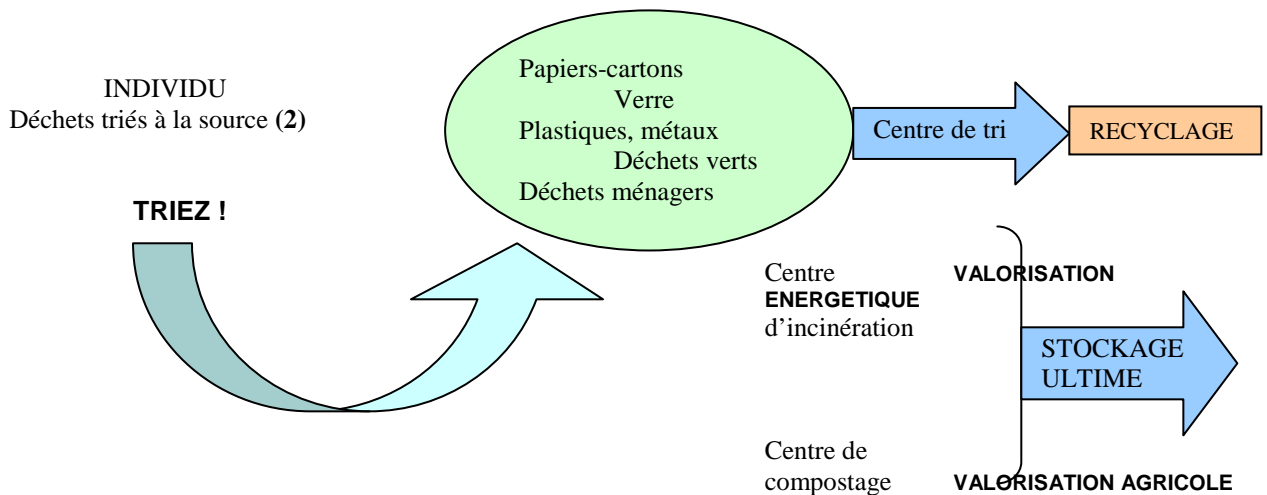 INDIVIDU
Déchets triés à la source (2)
TRIEZ !
Papiers-cartons
Verre
Plastiques, métaux
Déchets verts
Déchets ménagers
Centre de tri
RECYCLAGE
Centre VALORISATION
ENERGETIQUE
d’incinération
STOCKAGE
ULTIME
Centre de
compostage VALORISATION AGRICOLE